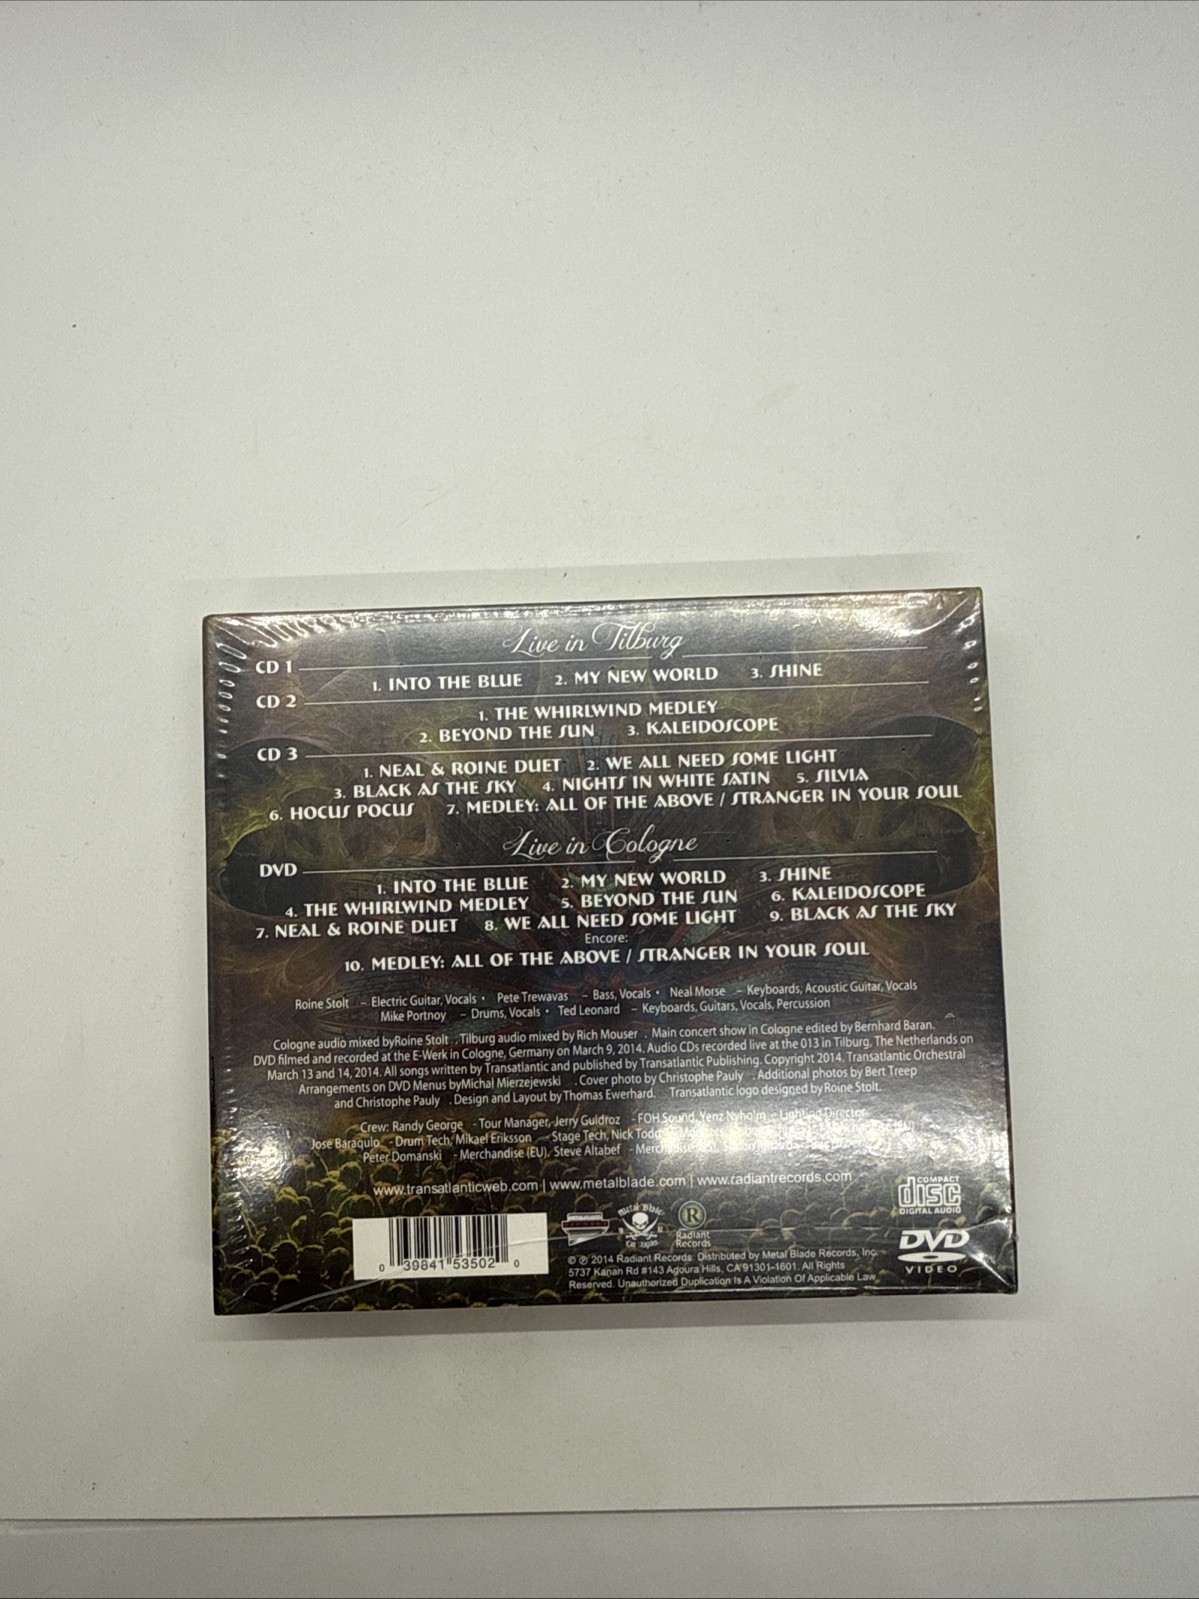 Live in Tilburg
CD 1
1. INTO THE BLUE 2. MY NEW WORLD 3. SHINE
CD 2
1. THE WHIRLWIND MEDLEY
2. BEYOND THE SUN 3. KALEIDOSCOPE
CD 3
1. NEAL & ROINE DUET 2. WE ALL NEED SOME LIGHT
3. BLACK AS THE SKY 4. NIGHTS IN WHITE SATIN 5. SILVIA
6. HOCUS POCUS 7. MEDLEY: ALL OF THE ABOVE / STRANGER IN YOUR SOUL
Live in Cologne
DVD
1. INTO THE BLUE 2. MY NEW WORLD 3. SHINE
4. THE WHIRLWIND MEDLEY 5. BEYOND THE SUN 6. KALEIDOSCOPE
7. NEAL & ROINE DUET 8. WE ALL NEED SOME LIGHT 9. BLACK AS THE SKY
Encore:
10. MEDLEY: ALL OF THE ABOVE / STRANGER IN YOUR SOUL
Roine Stolt – Electric Guitar, Vocals • Pete Trewavas – Bass, Vocals • Neal Morse – Keyboards, Acoustic Guitar, Vocals
Mike Portnoy – Drums, Vocals • Ted Leonard – Keyboards, Guitars, Vocals, Percussion
Cologne audio mixed byRoine Stolt . Tilburg audio mixed by Rich Mouser . Main concert show in Cologne edited by Bernhard Baran.
DVD filmed and recorded at the E-Werk in Cologne, Germany on March 9, 2014. Audio CDs recorded live at the 013 in Tilburg, The Netherlands on
March 13 and 14, 2014. All songs written by Transatlantic and published by Transatlantic Publishing. Copyright 2014. Transatlantic Orchestral
Arrangements on DVD Menus byMichal Mierzejewski . Cover photo by Christophe Pauly . Additional photos by Bert Treep
and Christophe Pauly . Design and Layout by Thomas Ewerhard. Transatlantic logo designed by Roine Stolt.
Crew: Randy George - Tour Manager, Jerry Guidroz - FOH Sound, Yenz Nyholm - Lighting Director
Jose Baraquio - Drum Tech, Mikael Eriksson - Stage Tech, Nick Todd
Peter Domanski - Merchandise (EU), Steve Altabef
www.transatlanticweb.com | www.metalblade.com | www.radiantrecords.com
COMPACT
disc
DIGITAL AUDIO
Metal Blade
Radiant
Records
DVD
VIDEO
0 39841 53502 0
© ℗ 2014 Radiant Records. Distributed by Metal Blade Records, Inc.
5737 Kanan Rd #143 Agoura Hills, CA 91301-1601. All Rights
Reserved. Unauthorized Duplication Is A Violation Of Applicable Law.